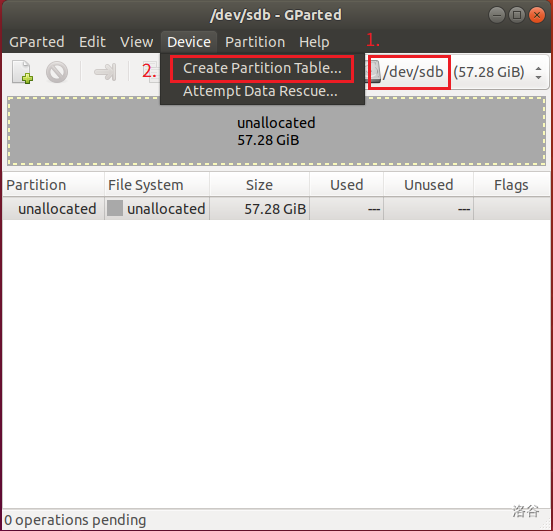 /dev/sdb - GParted
GParted Edit View Device Partition Help 1.
2. Create Partition Table... /dev/sdb (57.28 GiB)
Attempt Data Rescue...
unallocated
57.28 GiB
Partition File System Size Used Unused Flags
unallocated unallocated 57.28 GiB --- ---
0 operations pending
洛谷